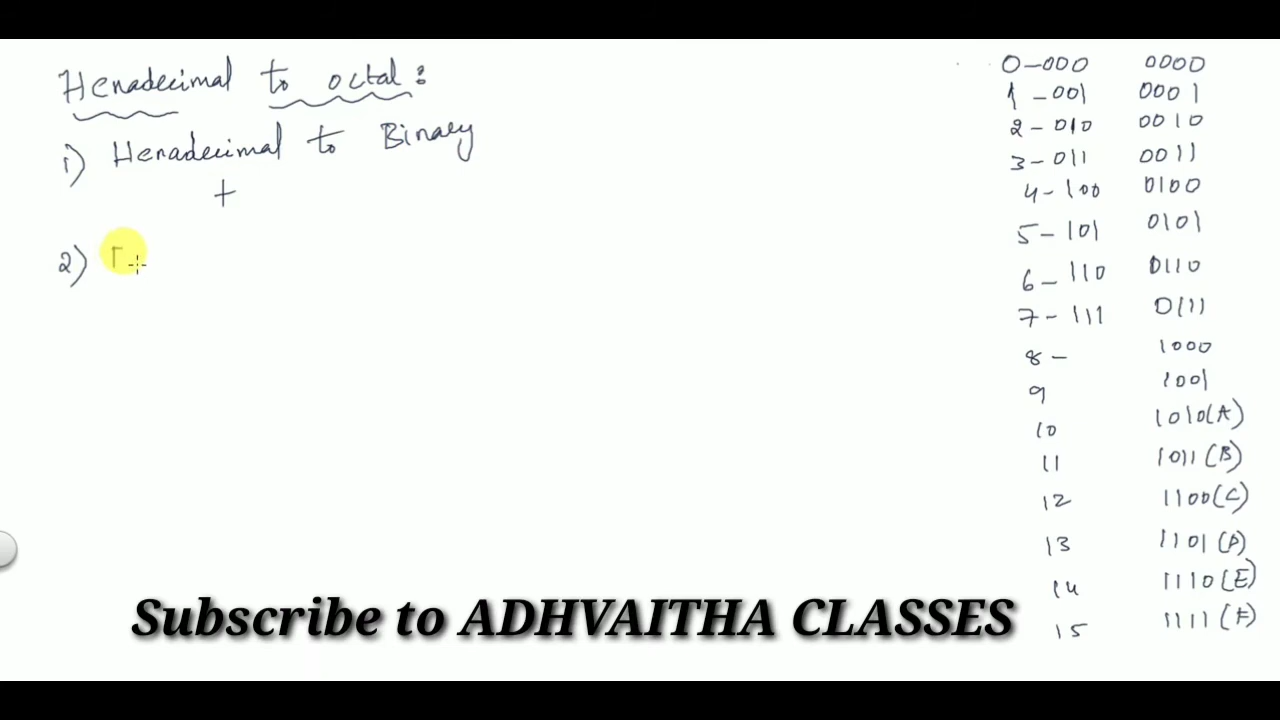 Hexadecimal to octal:
1) Hexadecimal to Binary
+
2)
0-000 0000
1-001 0001
2-010 0010
3-011 0011
4-100 0100
5-101 0101
6-110 0110
7-111 0111
8- 1000
9 1001
10 1010(A)
11 1011(B)
12 1100(C)
13 1101(D)
14 1110(E)
15 1111(F)
Subscribe to ADHVAITHA CLASSES